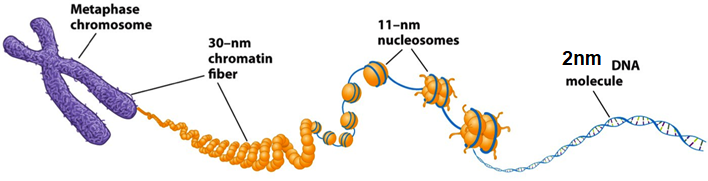 Metaphase
chromosome
30–nm
chromatin
fiber
11–nm
nucleosomes
2nm DNA
molecule